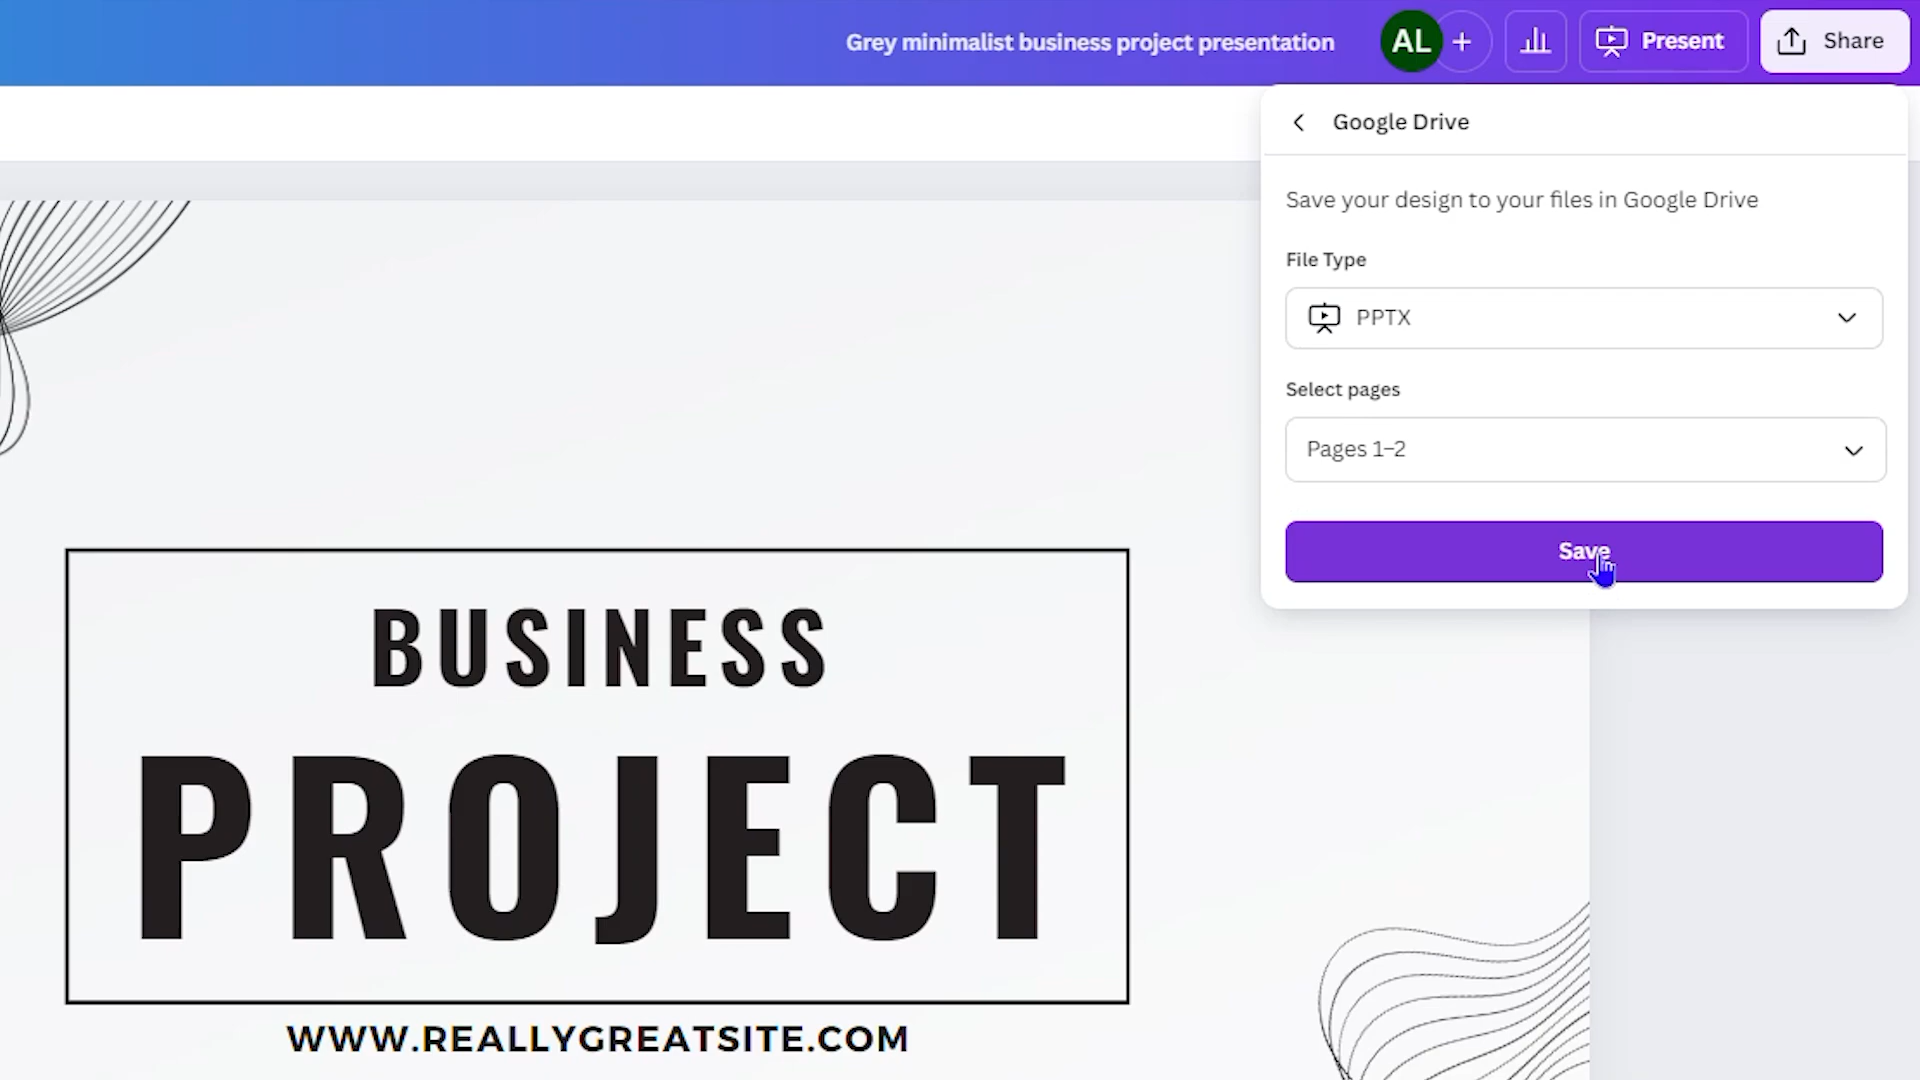 Grey minimalist business project presentation
AL
+
Present
Share
Google Drive
Save your design to your files in Google Drive
File Type
PPTX
Select pages
Pages 1–2
Save
BUSINESS
PROJECT
WWW.REALLYGREATSITE.COM